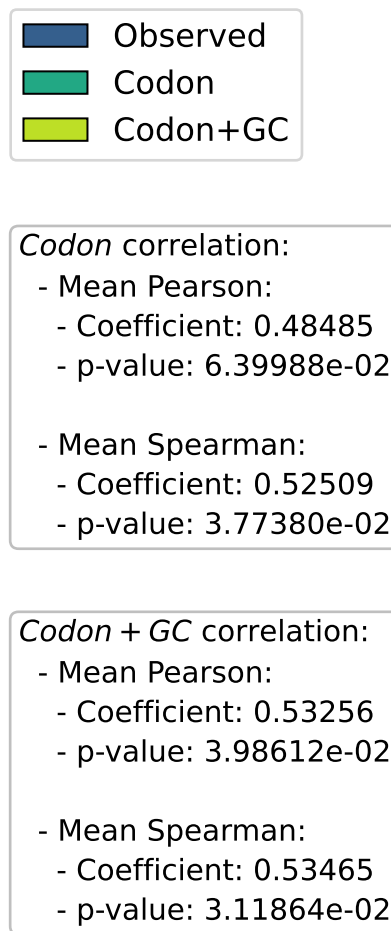 Observed
Codon
Codon+GC
Codon correlation:
- Mean Pearson:
- Coefficient: 0.48485
- p-value: 6.39988e-02
- Mean Spearman:
- Coefficient: 0.52509
- p-value: 3.77380e-02
Codon + GC correlation:
- Mean Pearson:
- Coefficient: 0.53256
- p-value: 3.98612e-02
- Mean Spearman:
- Coefficient: 0.53465
- p-value: 3.11864e-02